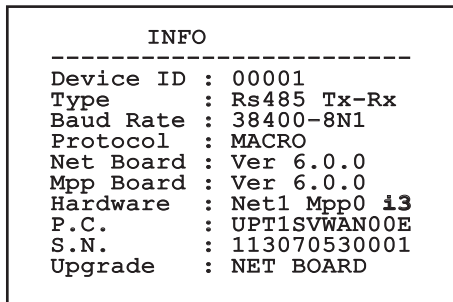 INFO
------------------------
Device ID : 00001
Type : Rs485 Tx-Rx
Baud Rate : 38400-8N1
Protocol : MACRO
Net Board : Ver 6.0.0
Mpp Board : Ver 6.0.0
Hardware : Net1 Mpp0 i3
P.C. : UPT1SVWAN00E
S.N. : 113070530001
Upgrade : NET BOARD